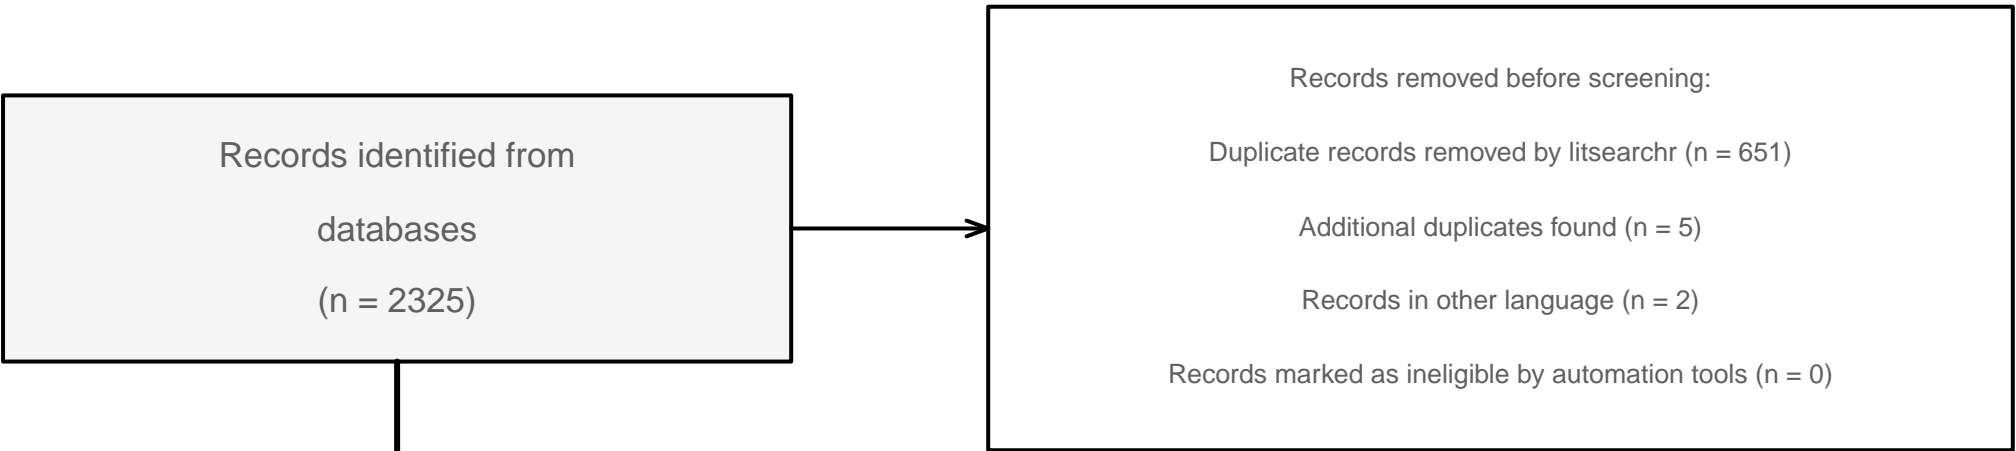 Records identified from
databases
(n = 2325)
Records removed before screening:
Duplicate records removed by litsearchr (n = 651)
Additional duplicates found (n = 5)
Records in other language (n = 2)
Records marked as ineligible by automation tools (n = 0)